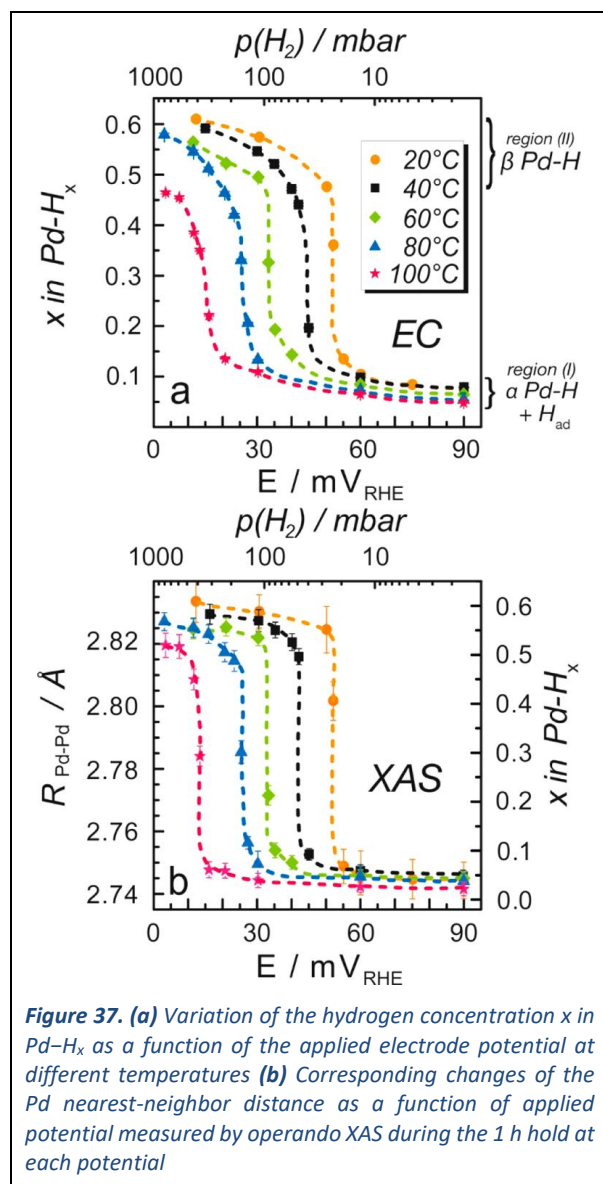 p(H₂) / mbar
1000 100 10
0.6
0.5
0.4
0.3
0.2
0.1
x in Pd-Hₓ
20°C
40°C
60°C
80°C
100°C
region (II)
β Pd-H
EC
region (I)
α Pd-H
+ H_ad
a
0 30 60 90
E / mV_RHE
p(H₂) / mbar
1000 100 10
2.82
2.80
2.78
2.76
2.74
R_Pd-Pd / Å
0.6
0.5
0.4
0.3
0.2
0.1
0.0
x in Pd-Hₓ
XAS
b
0 30 60 90
E / mV_RHE
Figure 37. (a) Variation of the hydrogen concentration x in
Pd–Hₓ as a function of the applied electrode potential at
different temperatures (b) Corresponding changes of the
Pd nearest-neighbor distance as a function of applied
potential measured by operando XAS during the 1 h hold at
each potential